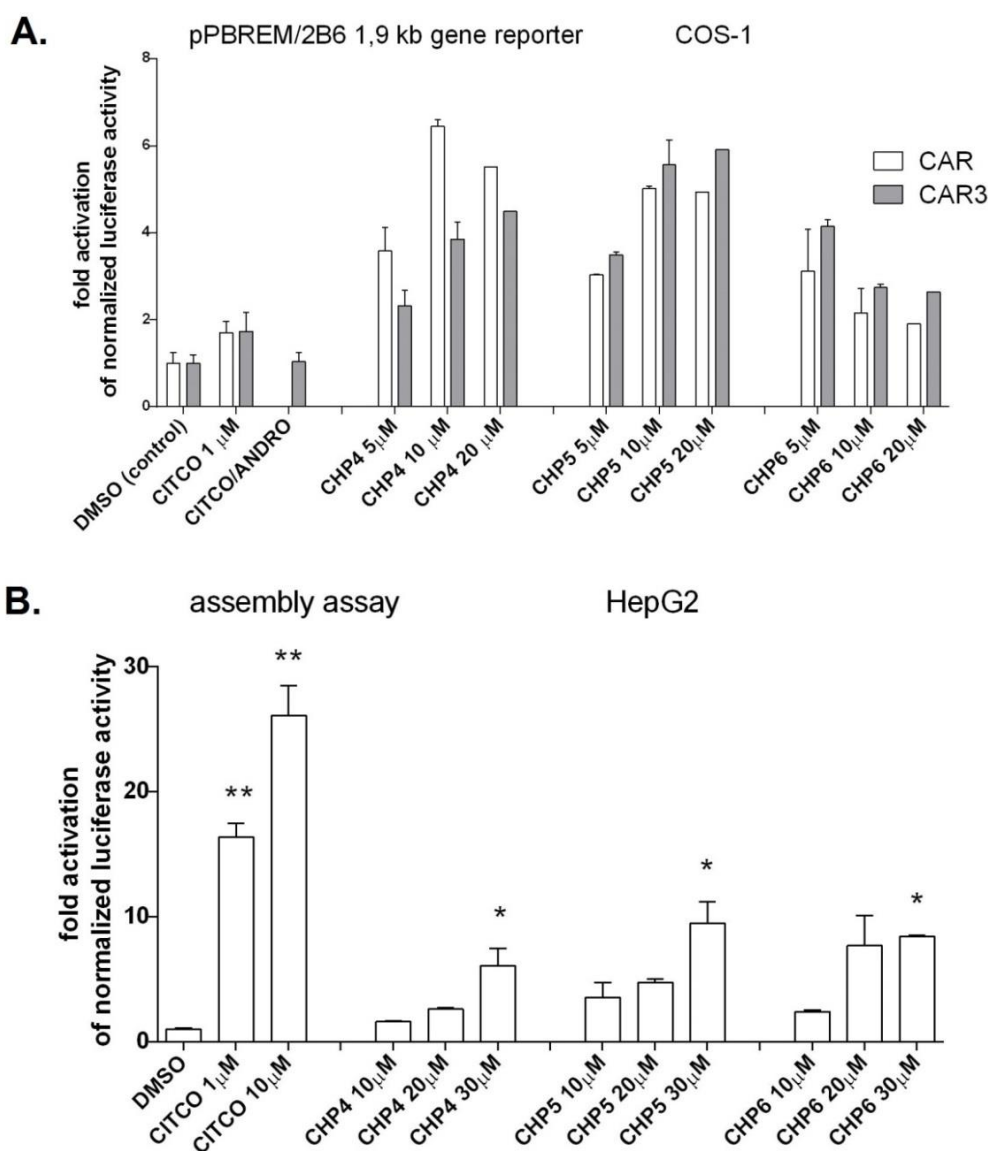 A.
pPBREM/2B6 1,9 kb gene reporter COS-1
fold activation
of normalized luciferase activity
8
6
4
2
0
CAR
CAR3
DMSO (control)
CITCO 1 μM
CITCO/ANDRO
CHP4 5μM
CHP4 10 μM
CHP4 20 μM
CHP5 5μM
CHP5 10μM
CHP5 20μM
CHP6 5μM
CHP6 10μM
CHP6 20μM
B.
assembly assay HepG2
fold activation
of normalized luciferase activity
30
20
10
0
**
**
*
*
*
DMSO
CITCO 1μM
CITCO 10μM
CHP4 10μM
CHP4 20μM
CHP4 30μM
CHP5 10μM
CHP5 20μM
CHP5 30μM
CHP6 10μM
CHP6 20μM
CHP6 30μM